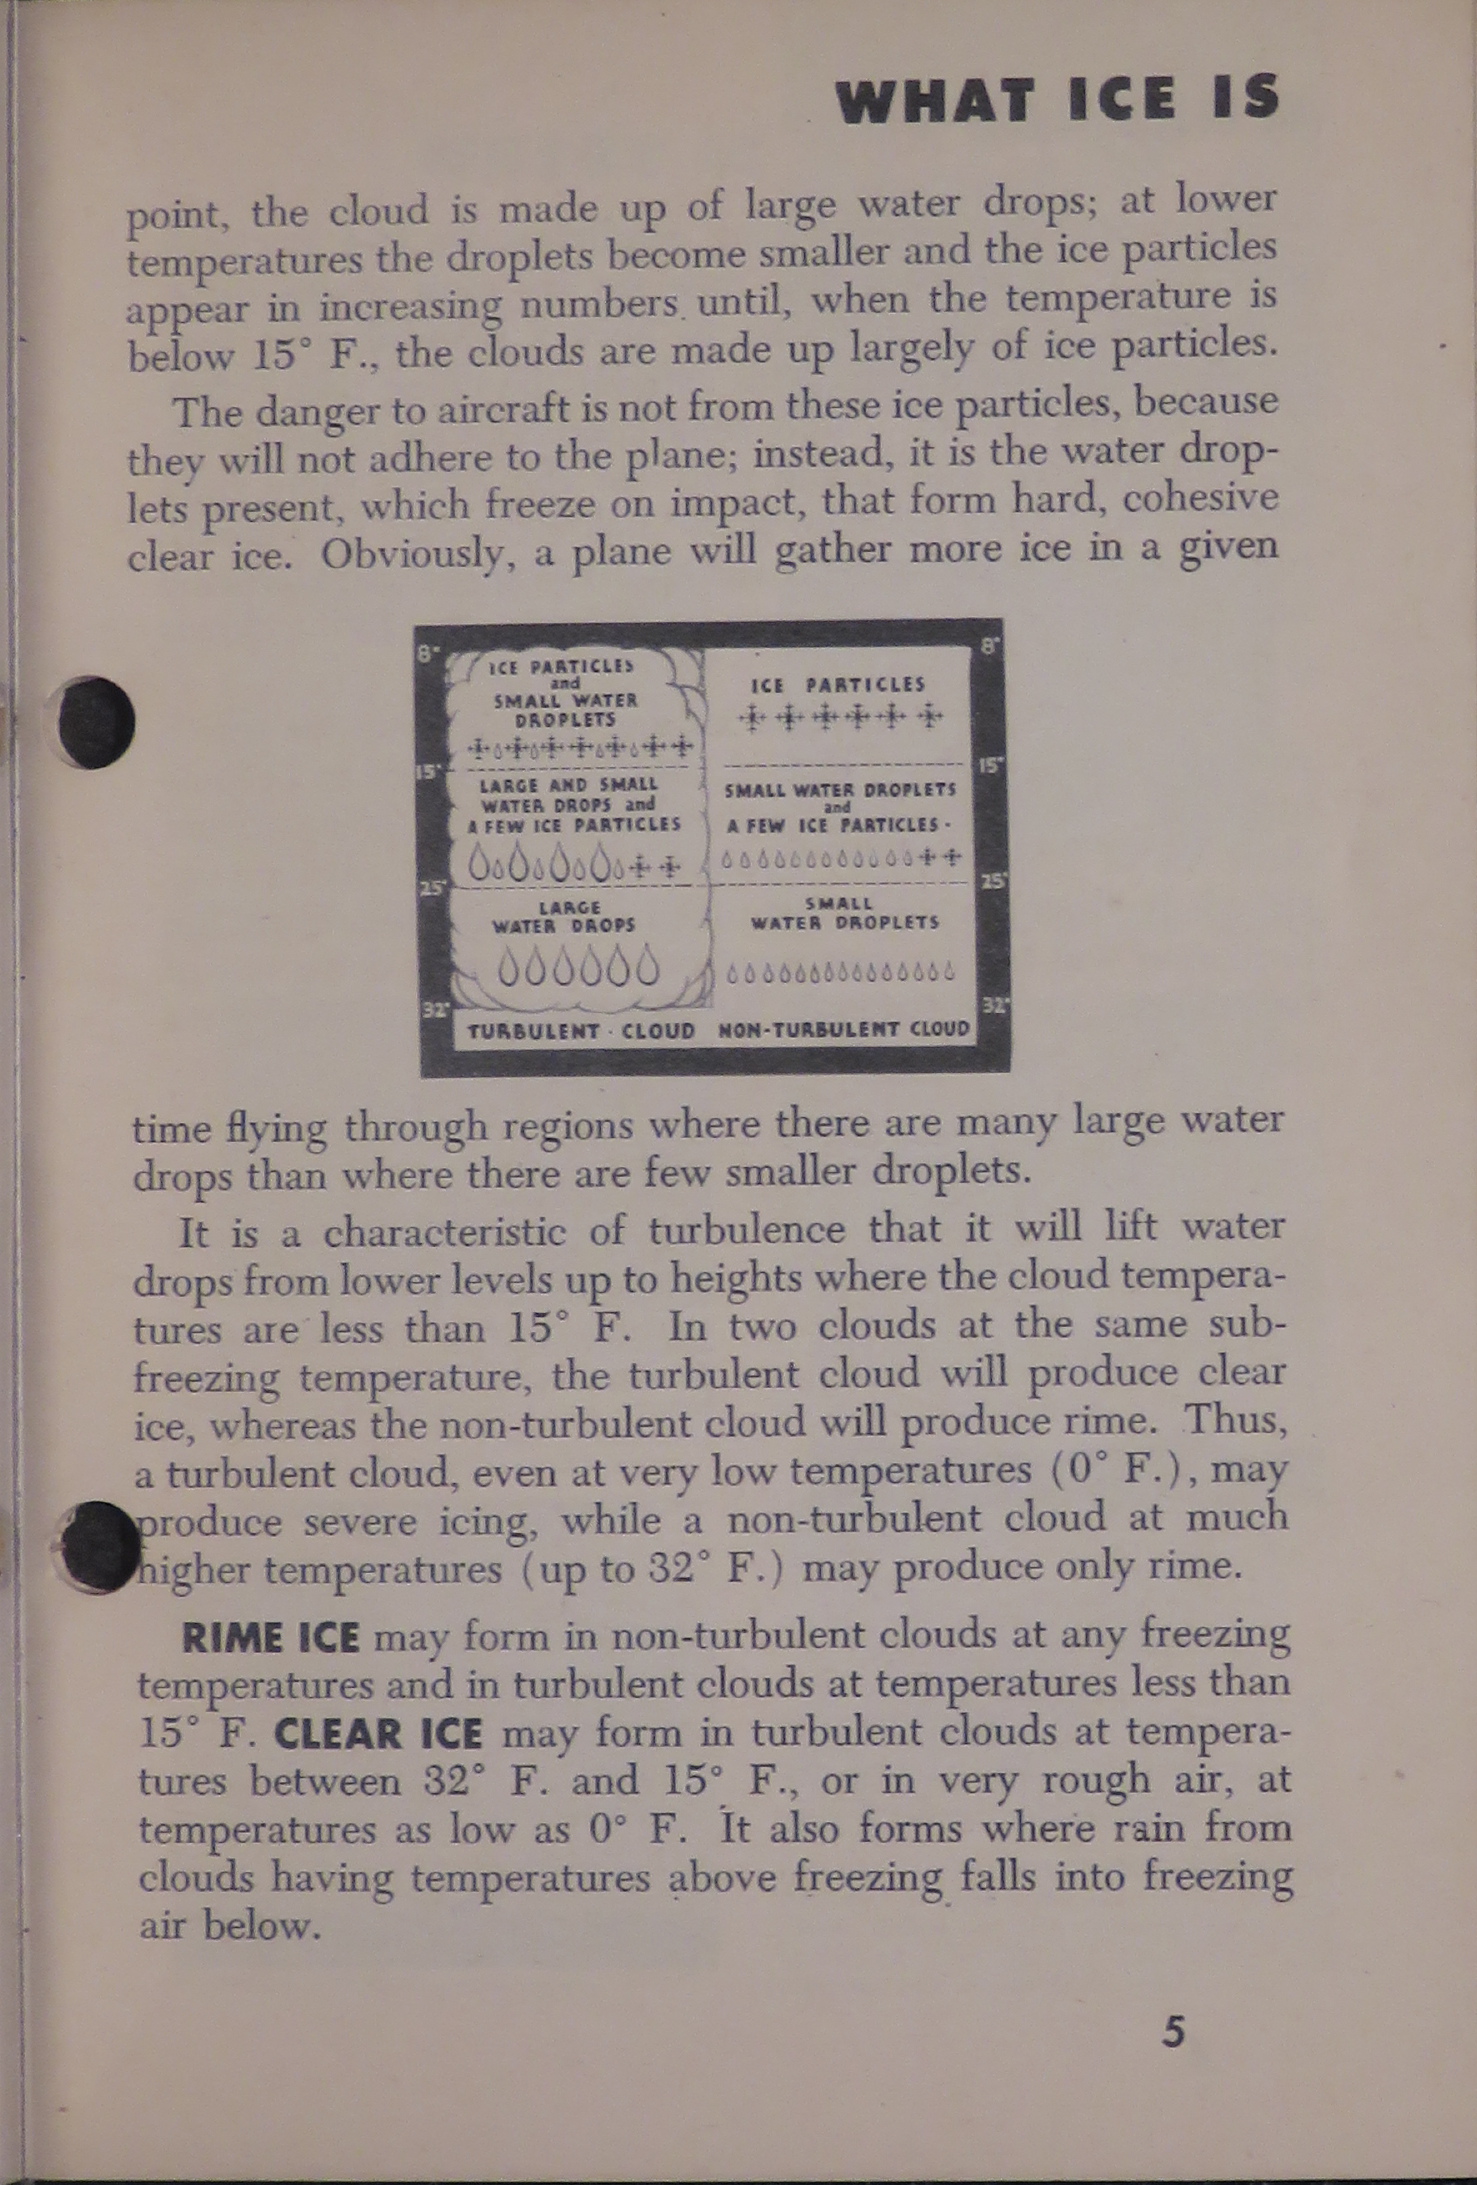 WHAT ICE IS
point, the cloud is made up of large water drops; at lower
temperatures the droplets become smaller and the ice particles
appear in increasing numbers until, when the temperature is
below 15° F., the clouds are made up largely of ice particles.
The danger to aircraft is not from these ice particles, because
they will not adhere to the plane; instead, it is the water drop-
lets present, which freeze on impact, that form hard, cohesive
clear ice. Obviously, a plane will gather more ice in a given
8°
ICE PARTICLES
and
SMALL WATER
DROPLETS
15°
LARGE AND SMALL
WATER DROPS and
A FEW ICE PARTICLES
25°
LARGE
WATER DROPS
32°
TURBULENT CLOUD
8°
ICE PARTICLES
15°
SMALL WATER DROPLETS
and
A FEW ICE PARTICLES
25°
SMALL
WATER DROPLETS
32°
NON-TURBULENT CLOUD
time flying through regions where there are many large water
drops than where there are few smaller droplets.
It is a characteristic of turbulence that it will lift water
drops from lower levels up to heights where the cloud tempera-
tures are less than 15° F. In two clouds at the same sub-
freezing temperature, the turbulent cloud will produce clear
ice, whereas the non-turbulent cloud will produce rime. Thus,
a turbulent cloud, even at very low temperatures (0° F.), may
produce severe icing, while a non-turbulent cloud at much
higher temperatures (up to 32° F.) may produce only rime.
RIME ICE may form in non-turbulent clouds at any freezing
temperatures and in turbulent clouds at temperatures less than
15° F. CLEAR ICE may form in turbulent clouds at tempera-
tures between 32° F. and 15° F., or in very rough air, at
temperatures as low as 0° F. It also forms where rain from
clouds having temperatures above freezing falls into freezing
air below.
5